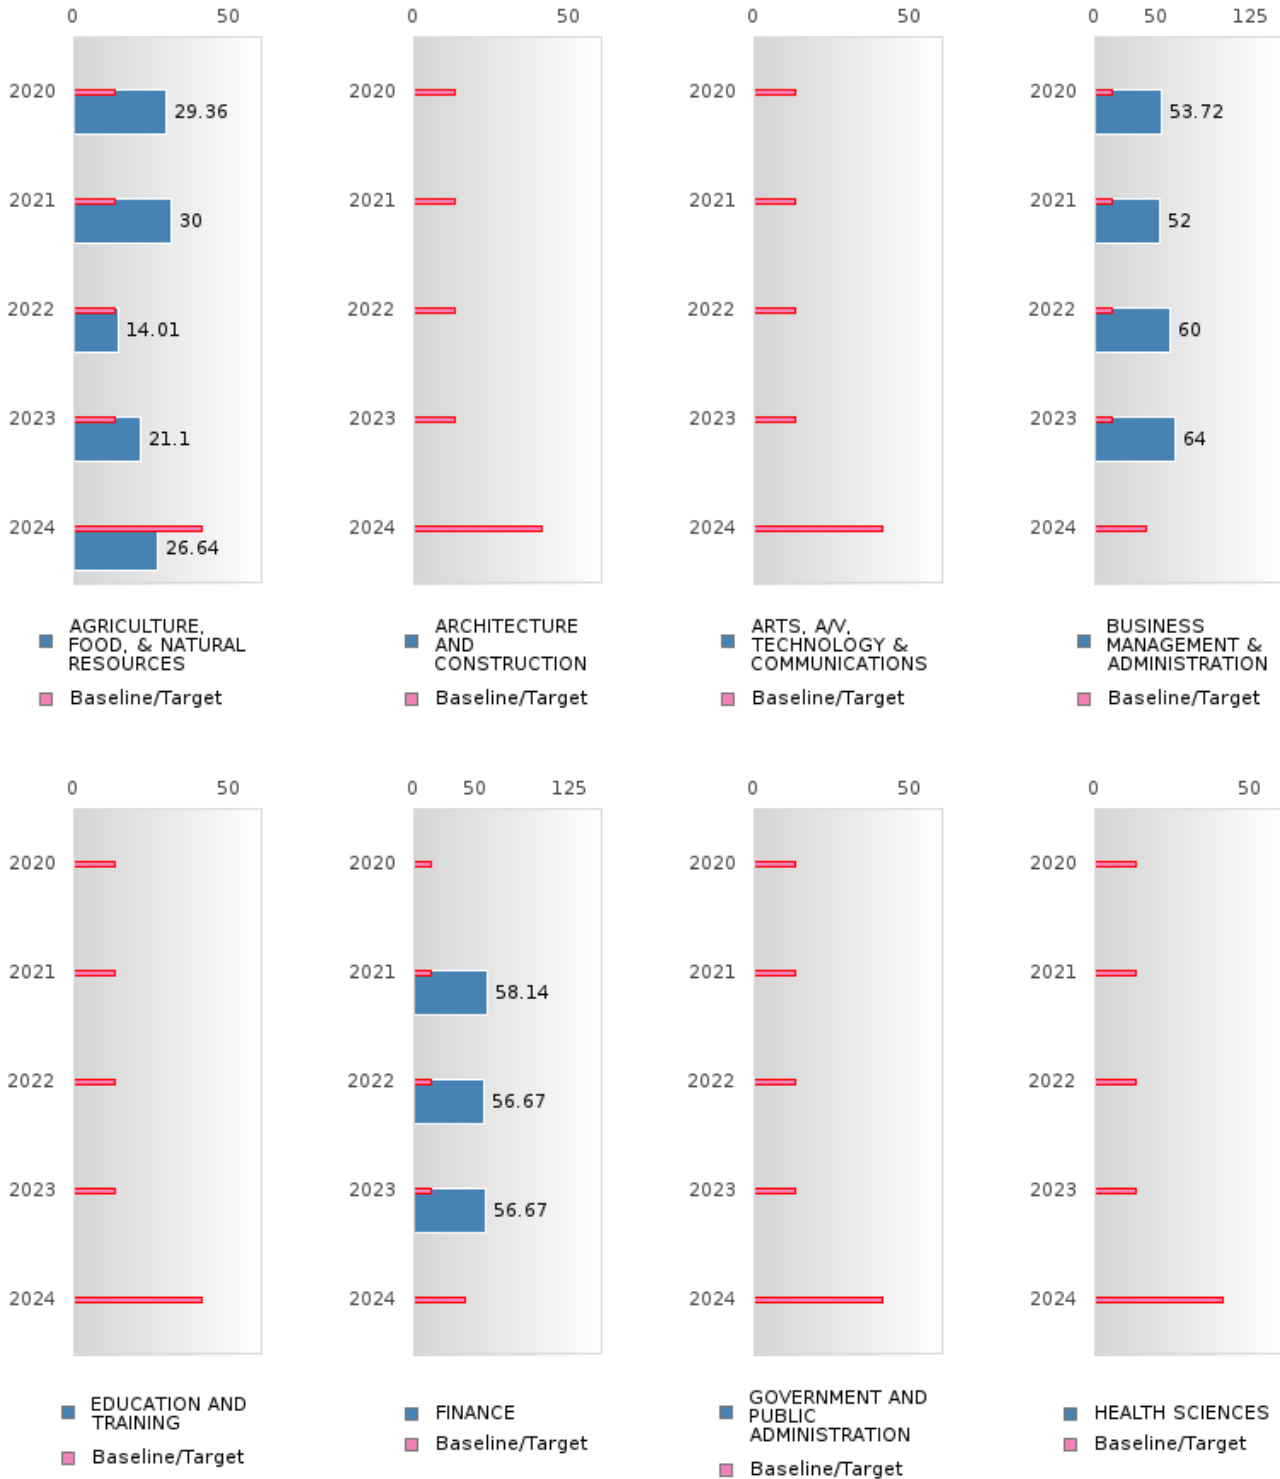 0 50
2020
29.36
2021
30
2022
14.01
2023
21.1
2024
26.64
AGRICULTURE,
FOOD, & NATURAL
RESOURCES
Baseline/Target
0 50
2020
2021
2022
2023
2024
ARCHITECTURE
AND
CONSTRUCTION
Baseline/Target
0 50
2020
2021
2022
2023
2024
ARTS, A/V,
TECHNOLOGY &
COMMUNICATIONS
Baseline/Target
0 50 125
2020
53.72
2021
52
2022
60
2023
64
2024
BUSINESS
MANAGEMENT &
ADMINISTRATION
Baseline/Target
0 50
2020
2021
2022
2023
2024
EDUCATION AND
TRAINING
Baseline/Target
0 50 125
2020
2021
58.14
2022
56.67
2023
56.67
2024
FINANCE
Baseline/Target
0 50
2020
2021
2022
2023
2024
GOVERNMENT AND
PUBLIC
ADMINISTRATION
Baseline/Target
0 50
2020
2021
2022
2023
2024
HEALTH SCIENCES
Baseline/Target